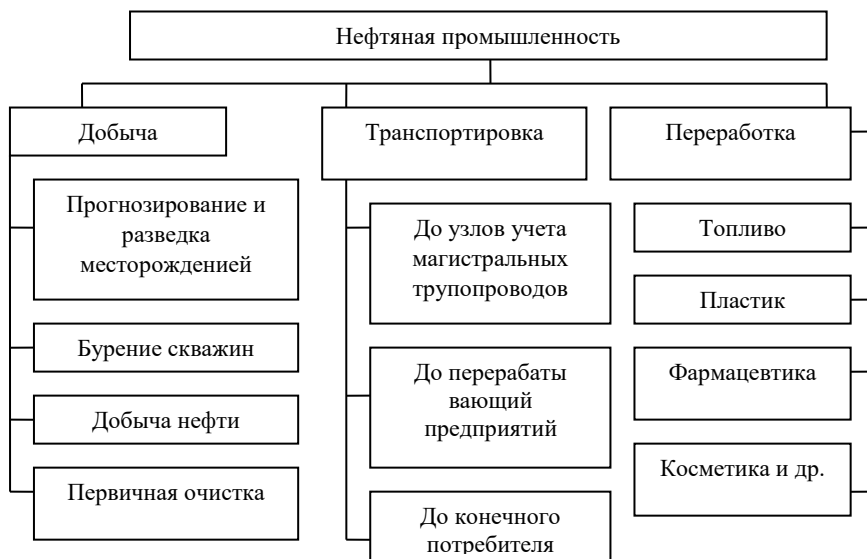 Нефтяная промышленность
Добыча
Транспортировка
Переработка
Прогнозирование и
разведка
месторожденией
Бурение скважин
Добыча нефти
Первичная очистка
До узлов учета
магистральных
трупопроводов
До перерабаты
вающий
предприятий
До конечного
потребителя
Топливо
Пластик
Фармацевтика
Косметика и др.